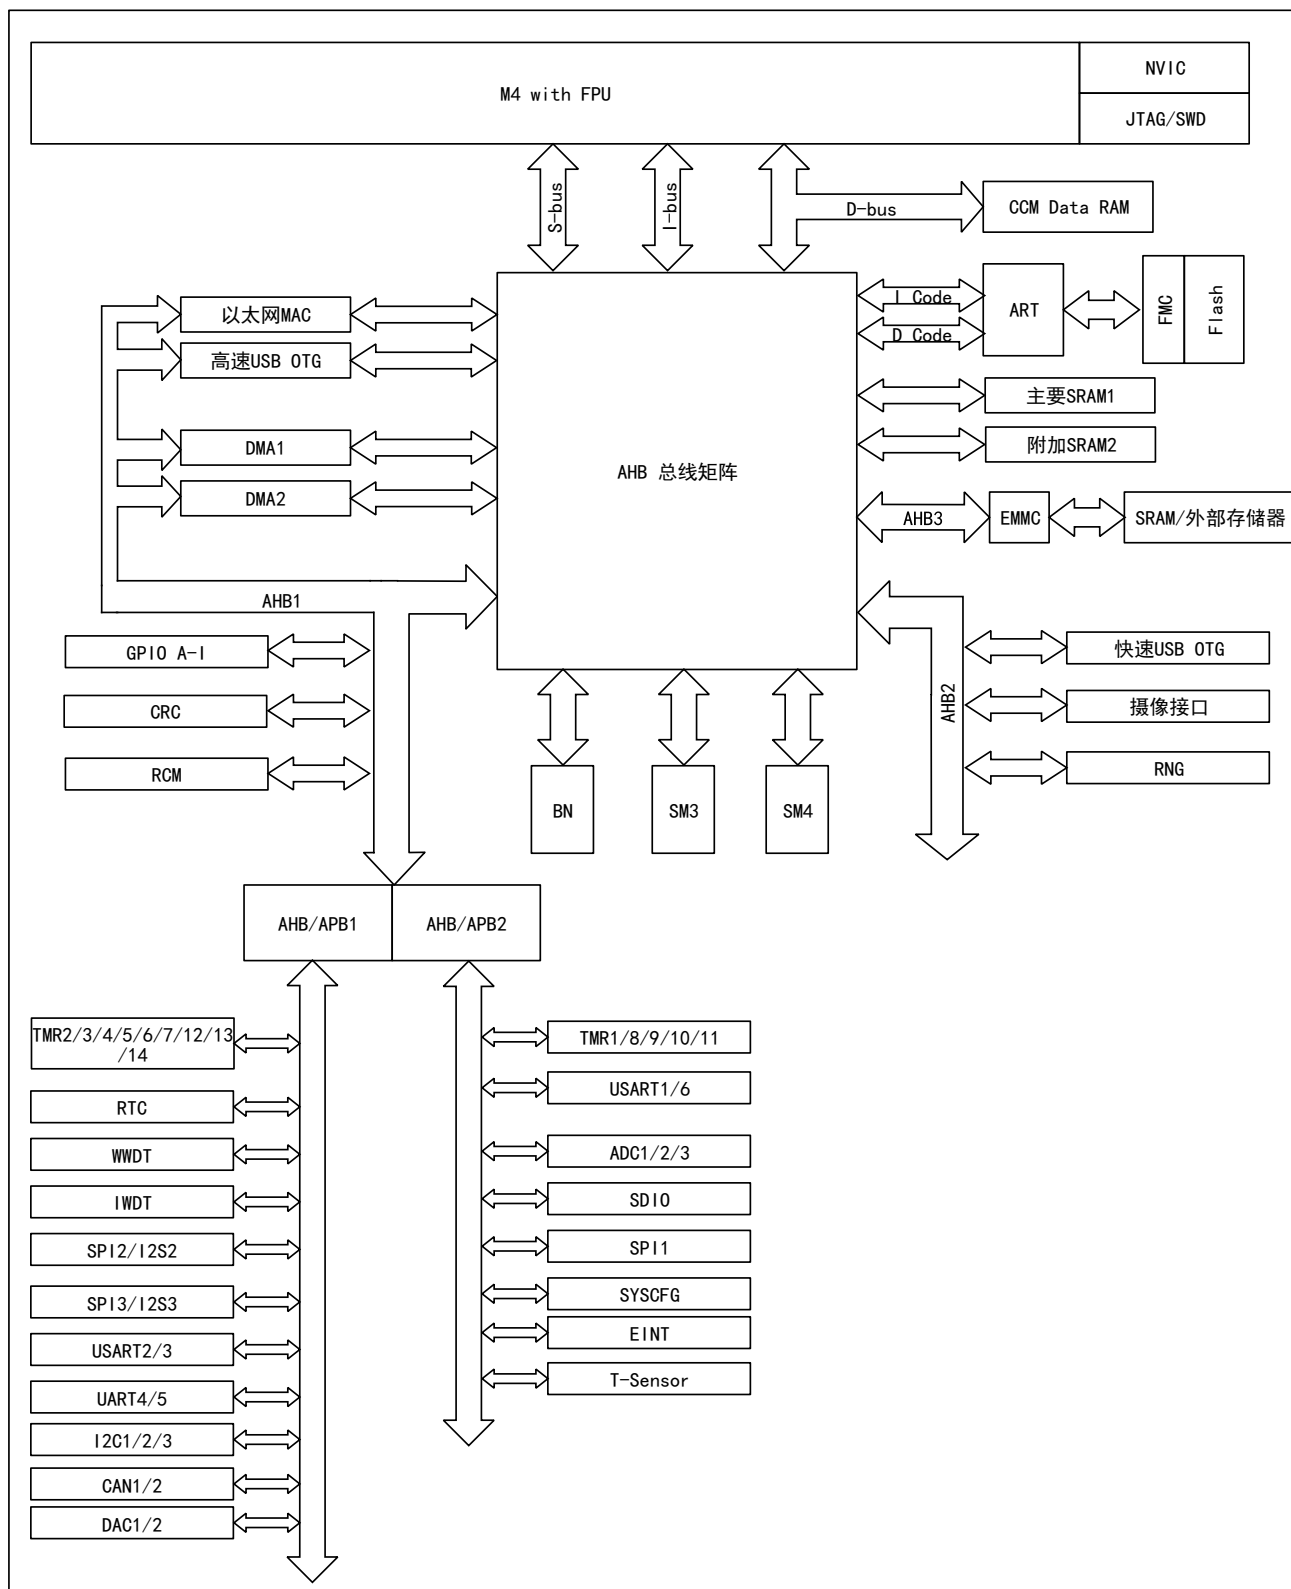 M4 with FPU
NVIC
JTAG/SWD
S-bus
I-bus
D-bus
CCM Data RAM
以太网MAC
高速USB OTG
DMA1
DMA2
AHB 总线矩阵
I Code
D Code
ART
FMC
Flash
主要SRAM1
附加SRAM2
AHB3
EMMC
SRAM/外部存储器
AHB1
GPIO A-I
CRC
RCM
BN
SM3
SM4
AHB2
快速USB OTG
摄像接口
RNG
AHB/APB1
AHB/APB2
TMR2/3/4/5/6/7/12/13
/14
RTC
WWDT
IWDT
SPI2/I2S2
SPI3/I2S3
USART2/3
UART4/5
I2C1/2/3
CAN1/2
DAC1/2
TMR1/8/9/10/11
USART1/6
ADC1/2/3
SDIO
SPI1
SYSCFG
EINT
T-Sensor